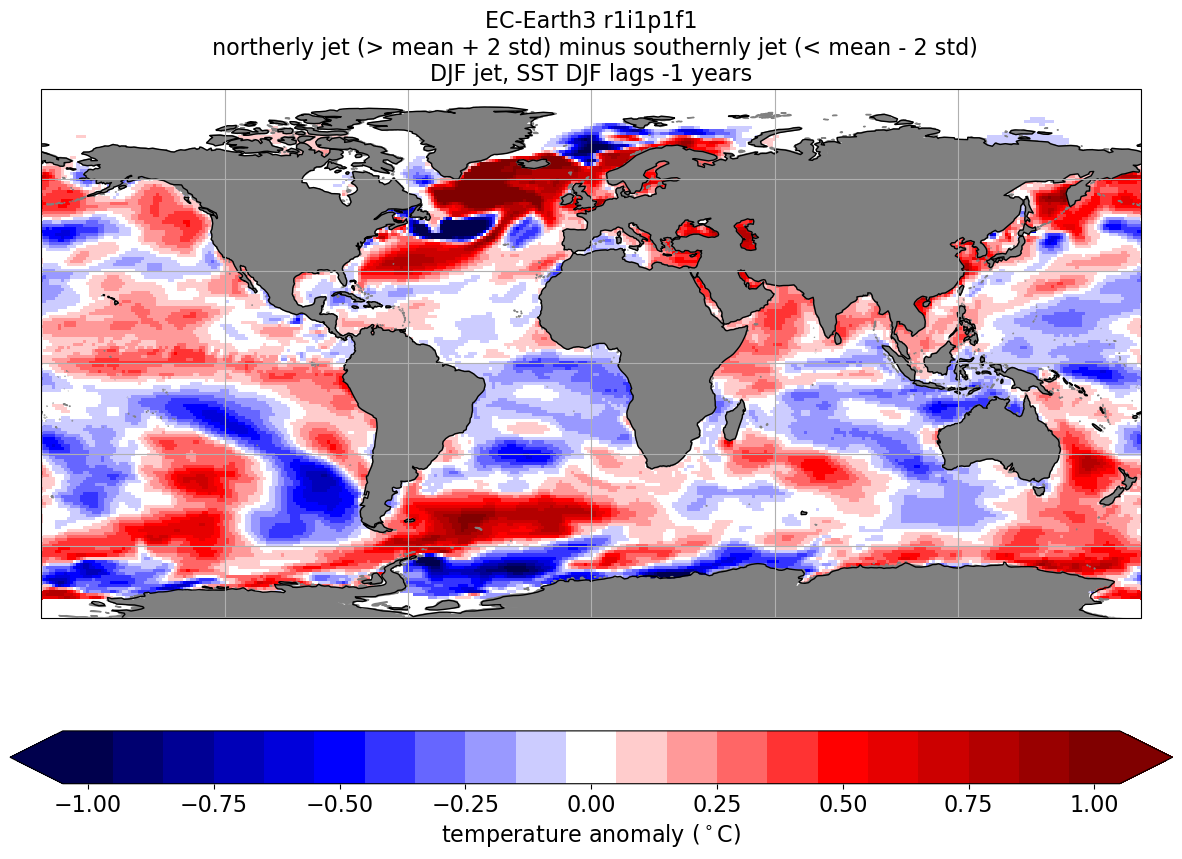 EC-Earth3 r1i1p1f1
northerly jet (> mean + 2 std) minus southernly jet (< mean - 2 std)
DJF jet, SST DJF lags -1 years
−1.00 −0.75 −0.50 −0.25 0.00 0.25 0.50 0.75 1.00
temperature anomaly (°C)